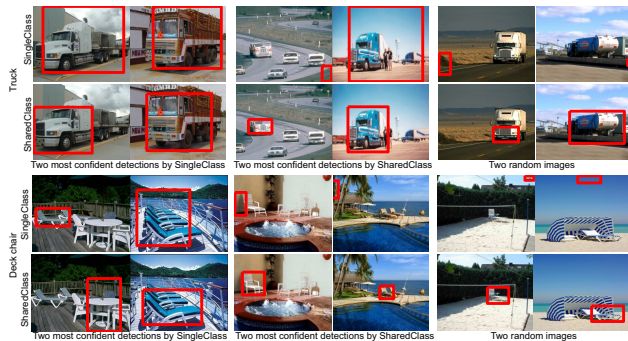 Truck
SingleClass
SharedClass
Two most confident detections by SingleClass
Two most confident detections by SharedClass
Two random images
Deck chair
SingleClass
SharedClass
Two most confident detections by SingleClass
Two most confident detections by SharedClass
Two random images